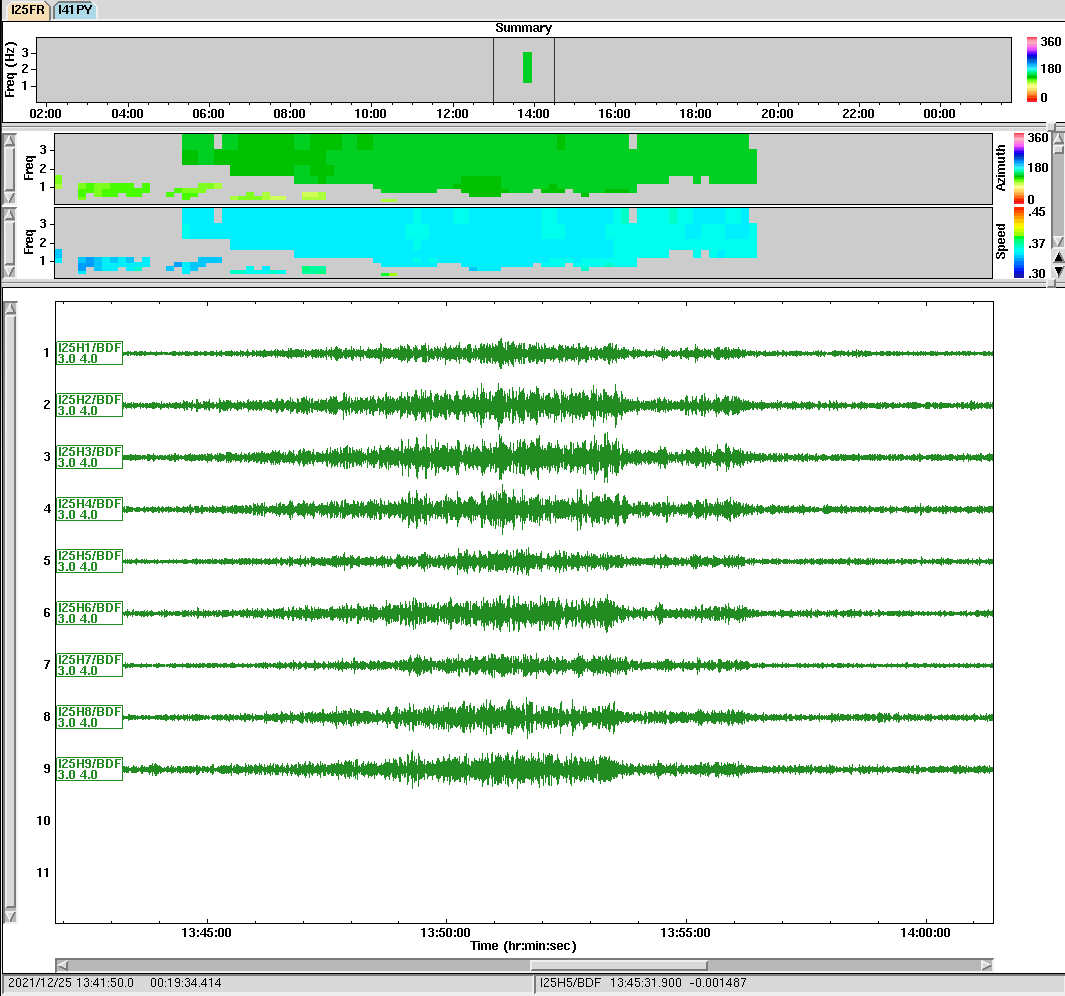 I25FR I41PY
Summary
Freq (Hz)
3
2
1
360
180
0
02:00 04:00 06:00 08:00 10:00 12:00 14:00 16:00 18:00 20:00 22:00 00:00
Freq
3
2
1
Azimuth
360
180
0
Freq
3
2
1
Speed
.45
.37
.30
1 I25H1/BDF
3.0 4.0
2 I25H2/BDF
3.0 4.0
3 I25H3/BDF
3.0 4.0
4 I25H4/BDF
3.0 4.0
5 I25H5/BDF
3.0 4.0
6 I25H6/BDF
3.0 4.0
7 I25H7/BDF
3.0 4.0
8 I25H8/BDF
3.0 4.0
9 I25H9/BDF
3.0 4.0
10
11
13:45:00 13:50:00 13:55:00 14:00:00
Time (hr:min:sec)
2021/12/25 13:41:50.0 00:19:34.414 I25H5/BDF 13:45:31.900 -0.001487